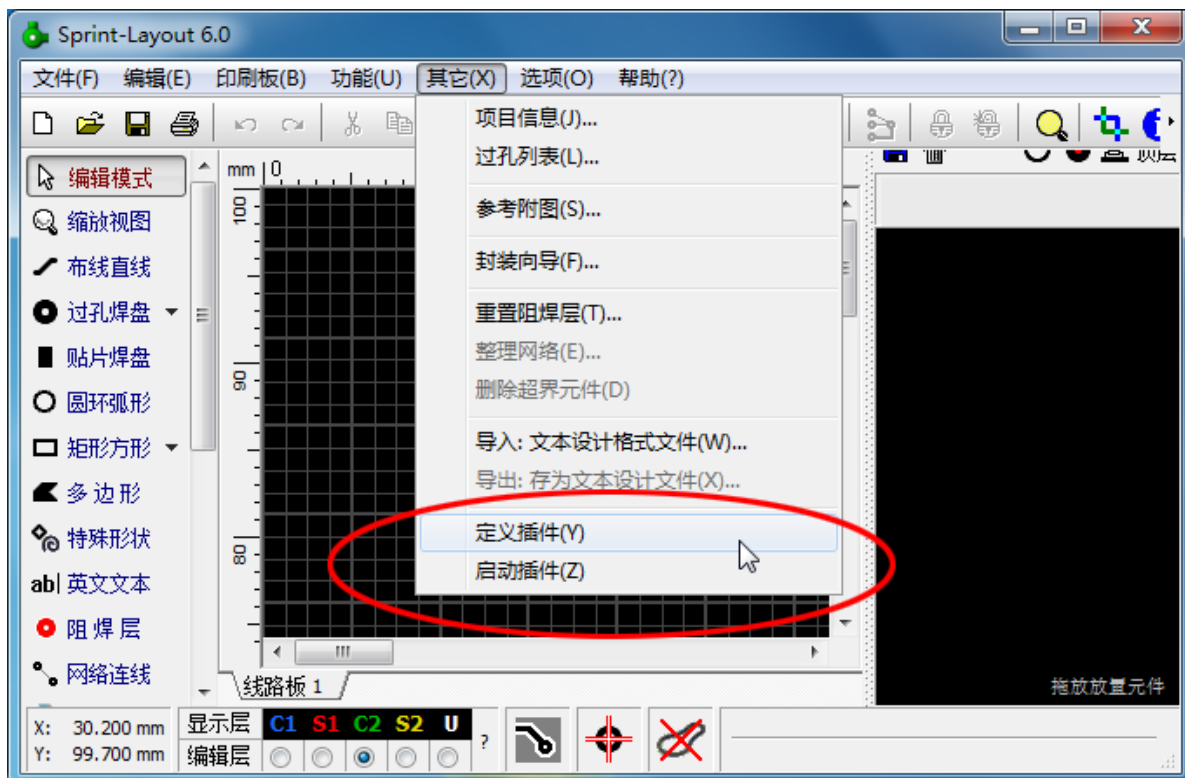 Sprint-Layout 6.0
文件(F) 编辑(E) 印刷板(B) 功能(U) 其它(X) 选项(O) 帮助(?)
项目信息(J)...
过孔列表(L)...
参考附图(S)...
封装向导(F)...
重置阻焊层(T)...
整理网络(E)...
删除超界元件(D)
导入: 文本设计格式文件(W)...
导出: 存为文本设计文件(X)...
定义插件(Y)
启动插件(Z)
编辑模式
缩放视图
布线直线
过孔焊盘
贴片焊盘
圆环弧形
矩形方形
多边形
特殊形状
ab| 英文文本
阻焊层
网络连线
mm 0
100
90
80
顶层
线路板 1
拖放放置元件
X: 30.200 mm
Y: 99.700 mm
显示层 C1 S1 C2 S2 U
编辑层
?